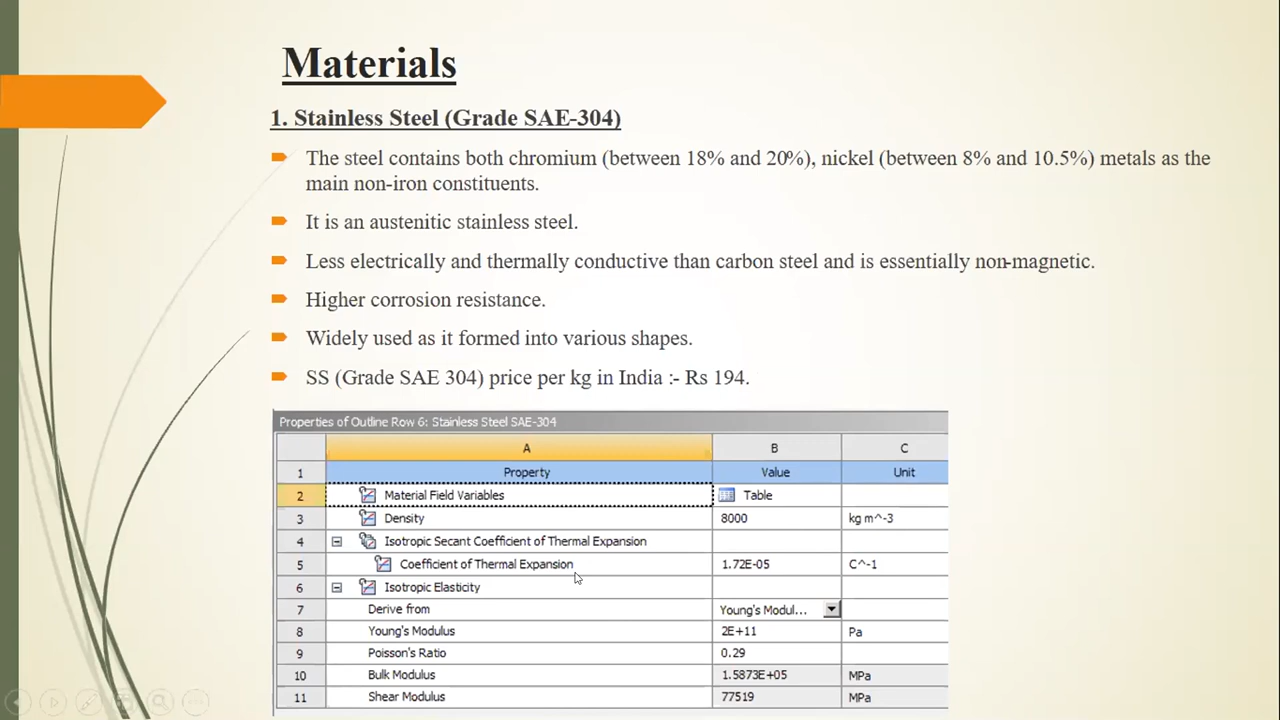 Materials
1. Stainless Steel (Grade SAE-304)
The steel contains both chromium (between 18% and 20%), nickel (between 8% and 10.5%) metals as the
main non-iron constituents.
It is an austenitic stainless steel.
Less electrically and thermally conductive than carbon steel and is essentially non-magnetic.
Higher corrosion resistance.
Widely used as it formed into various shapes.
SS (Grade SAE 304) price per kg in India :- Rs 194.
Properties of Outline Row 6: Stainless Steel SAE-304
A B C
1 Property Value Unit
2 Material Field Variables Table
3 Density 8000 kg m^-3
4 Isotropic Secant Coefficient of Thermal Expansion
5 Coefficient of Thermal Expansion 1.72E-05 C^-1
6 Isotropic Elasticity
7 Derive from Young's Modul...
8 Young's Modulus 2E+11 Pa
9 Poisson's Ratio 0.29
10 Bulk Modulus 1.5873E+05 MPa
11 Shear Modulus 77519 MPa